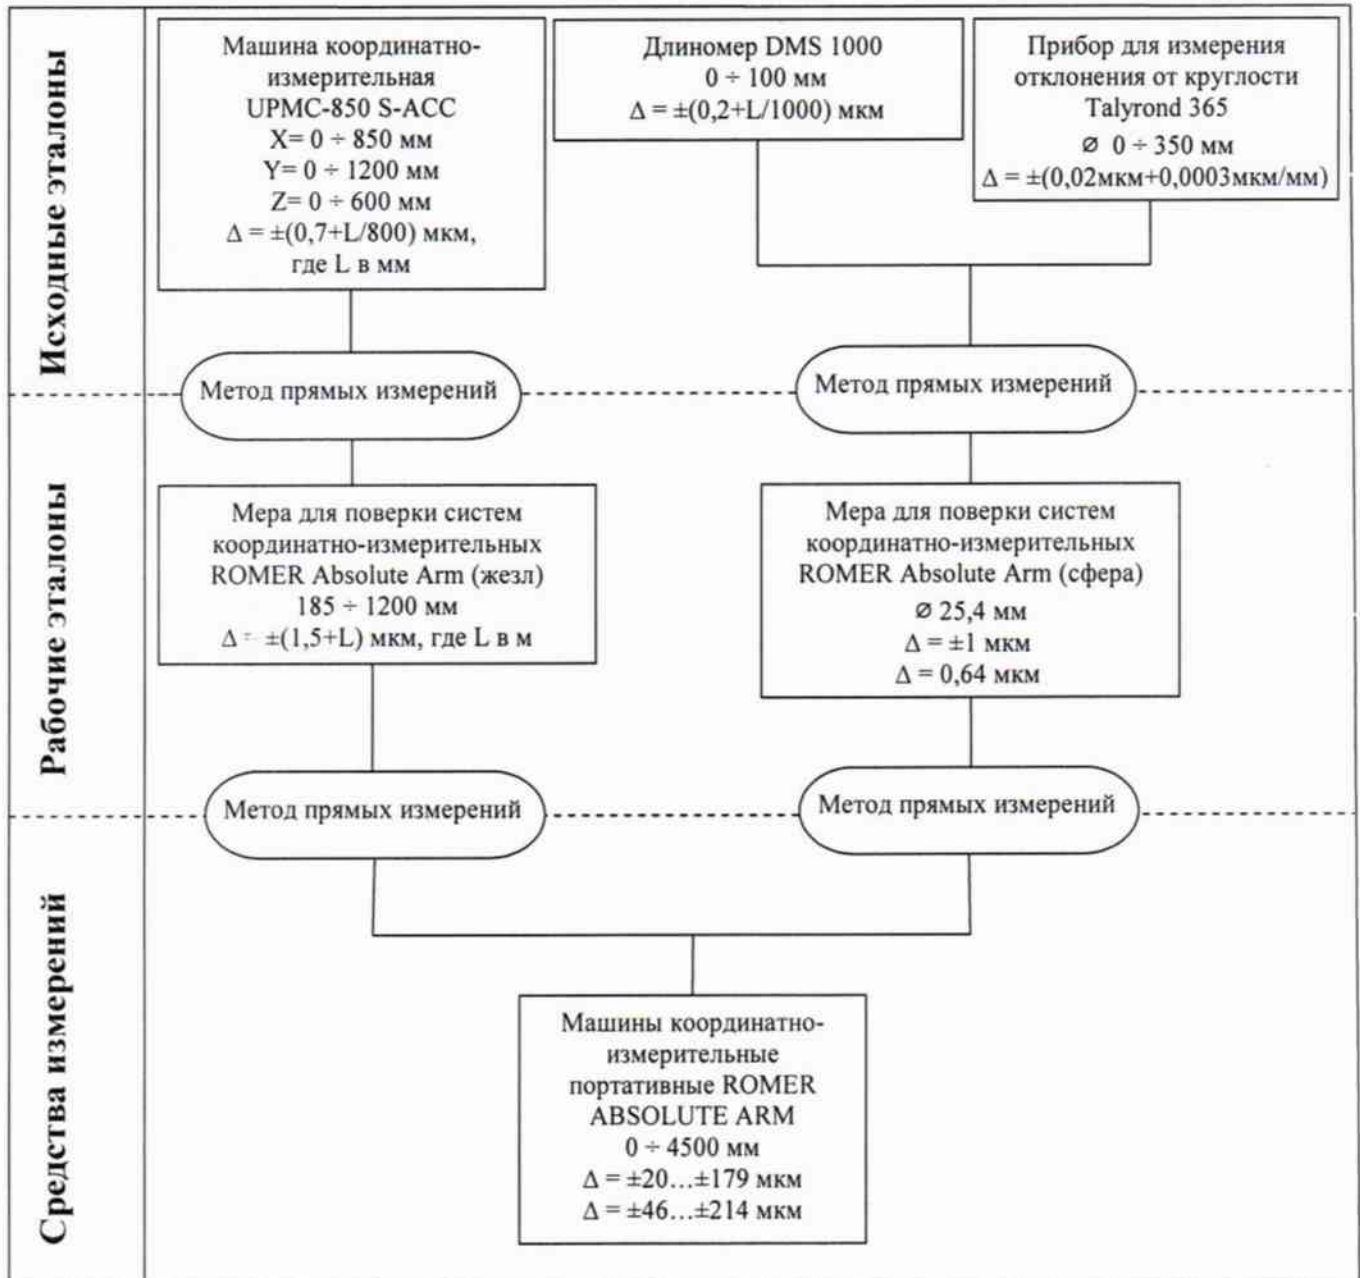 Исходные эталоны
Машина координатно-
измерительная
UPMC-850 S-ACC
X= 0 ÷ 850 мм
Y= 0 ÷ 1200 мм
Z= 0 ÷ 600 мм
Δ = ±(0,7+L/800) мкм,
где L в мм
Длиномер DMS 1000
0 ÷ 100 мм
Δ = ±(0,2+L/1000) мкм
Прибор для измерения
отклонения от круглости
Talyrond 365
⌀ 0 ÷ 350 мм
Δ = ±(0,02мкм+0,0003мкм/мм)
Метод прямых измерений
Метод прямых измерений
Рабочие эталоны
Мера для поверки систем
координатно-измерительных
ROMER Absolute Arm (жезл)
185 ÷ 1200 мм
Δ = ±(1,5+L) мкм, где L в м
Мера для поверки систем
координатно-измерительных
ROMER Absolute Arm (сфера)
⌀ 25,4 мм
Δ = ±1 мкм
Δ = 0,64 мкм
Метод прямых измерений
Метод прямых измерений
Средства измерений
Машины координатно-
измерительные
портативные ROMER
ABSOLUTE ARM
0 ÷ 4500 мм
Δ = ±20…±179 мкм
Δ = ±46…±214 мкм